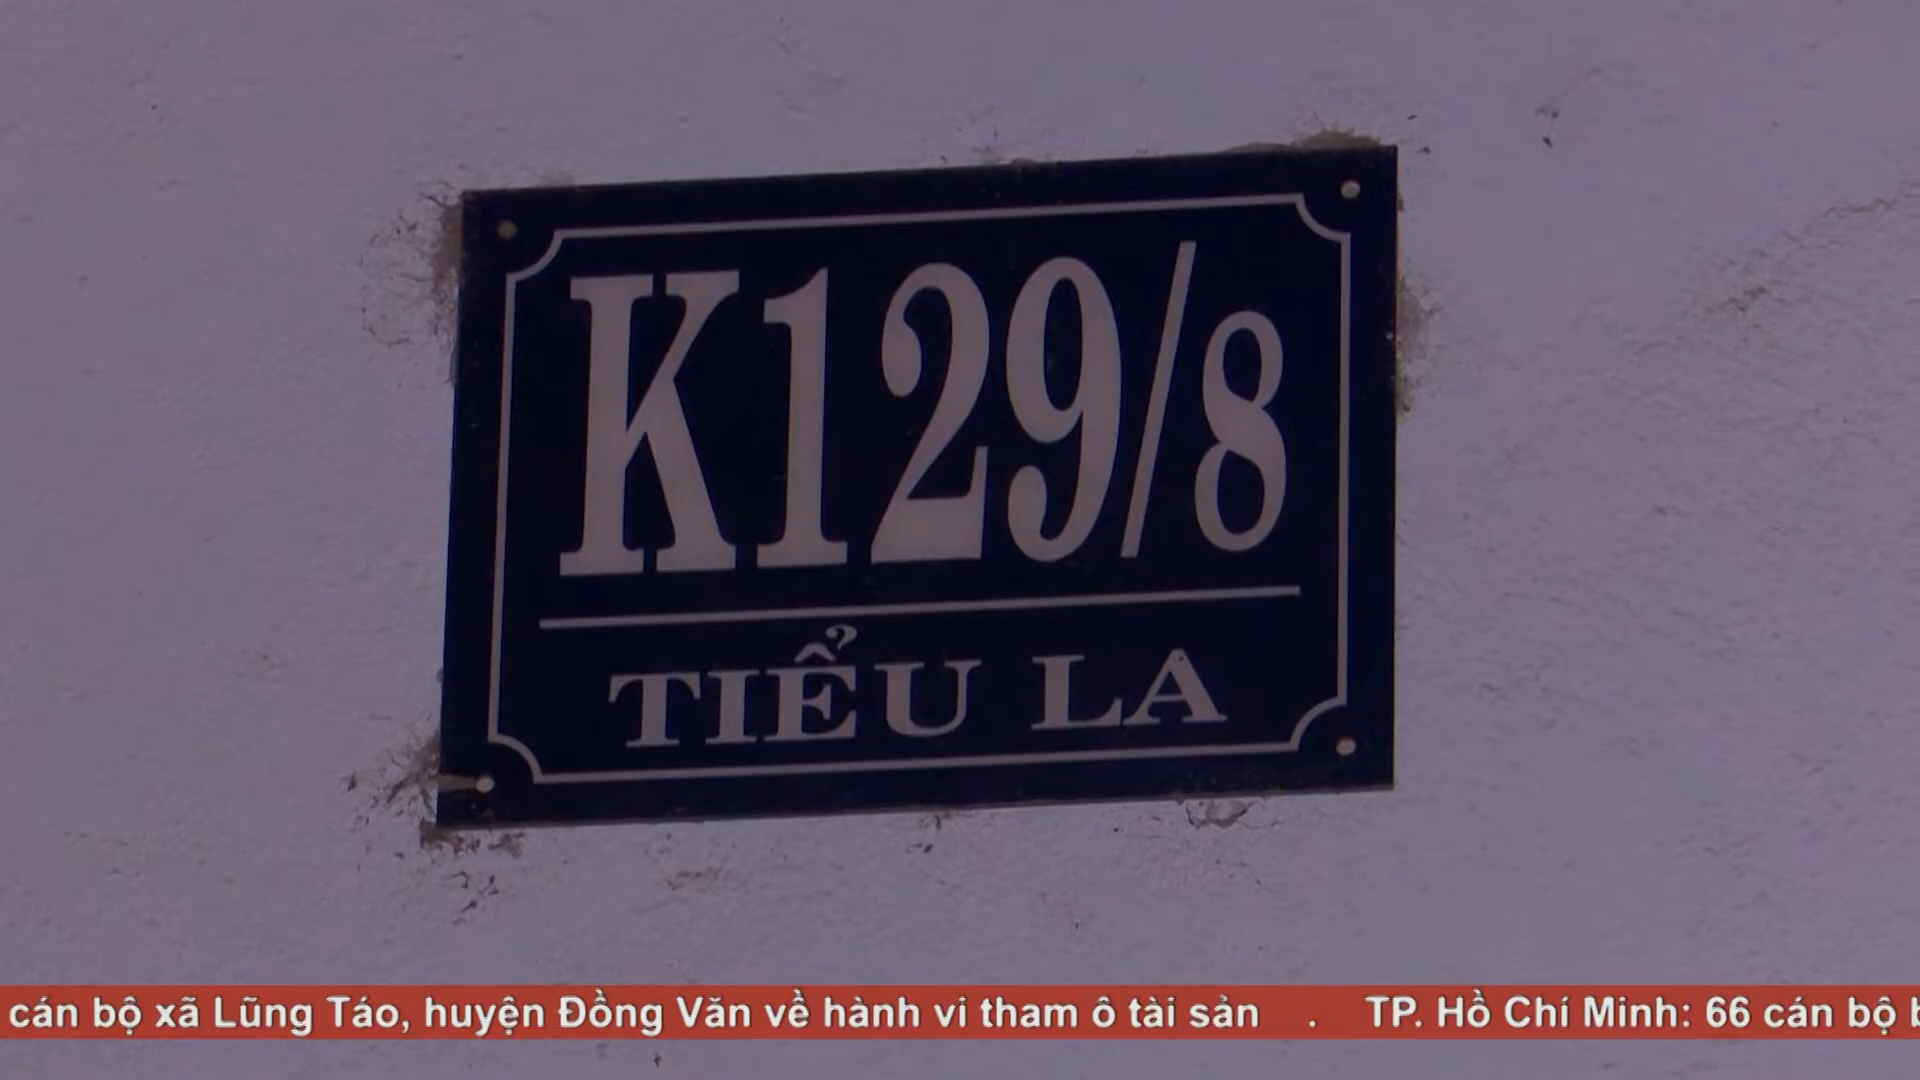 K129/8
TIỂU LA
cán bộ xã Lũng Táo, huyện Đồng Văn về hành vi tham ô tài sản . TP. Hồ Chí Minh: 66 cán bộ